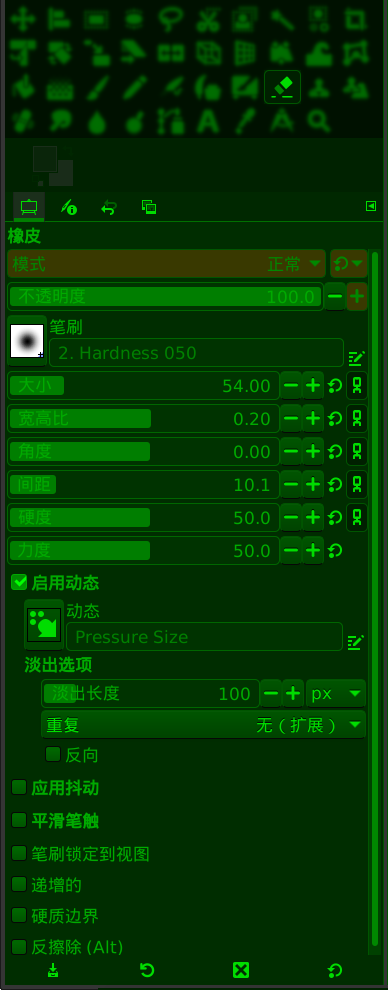 橡皮
模式 正常
不透明度 100.0
笔刷
2. Hardness 050
大小 54.00
宽高比 0.20
角度 0.00
间距 10.1
硬度 50.0
力度 50.0
启用动态
动态
Pressure Size
淡出选项
淡出长度 100 px
重复 无（扩展）
反向
应用抖动
平滑笔触
笔刷锁定到视图
递增的
硬质边界
反擦除 (Alt)